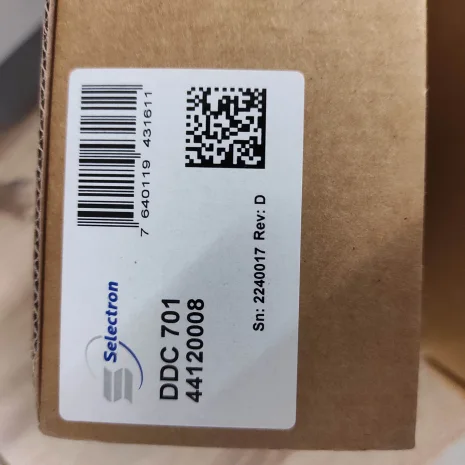 Selectron
7 640119 431611
DDC 701
44120008
Sn: 2240017 Rev: D